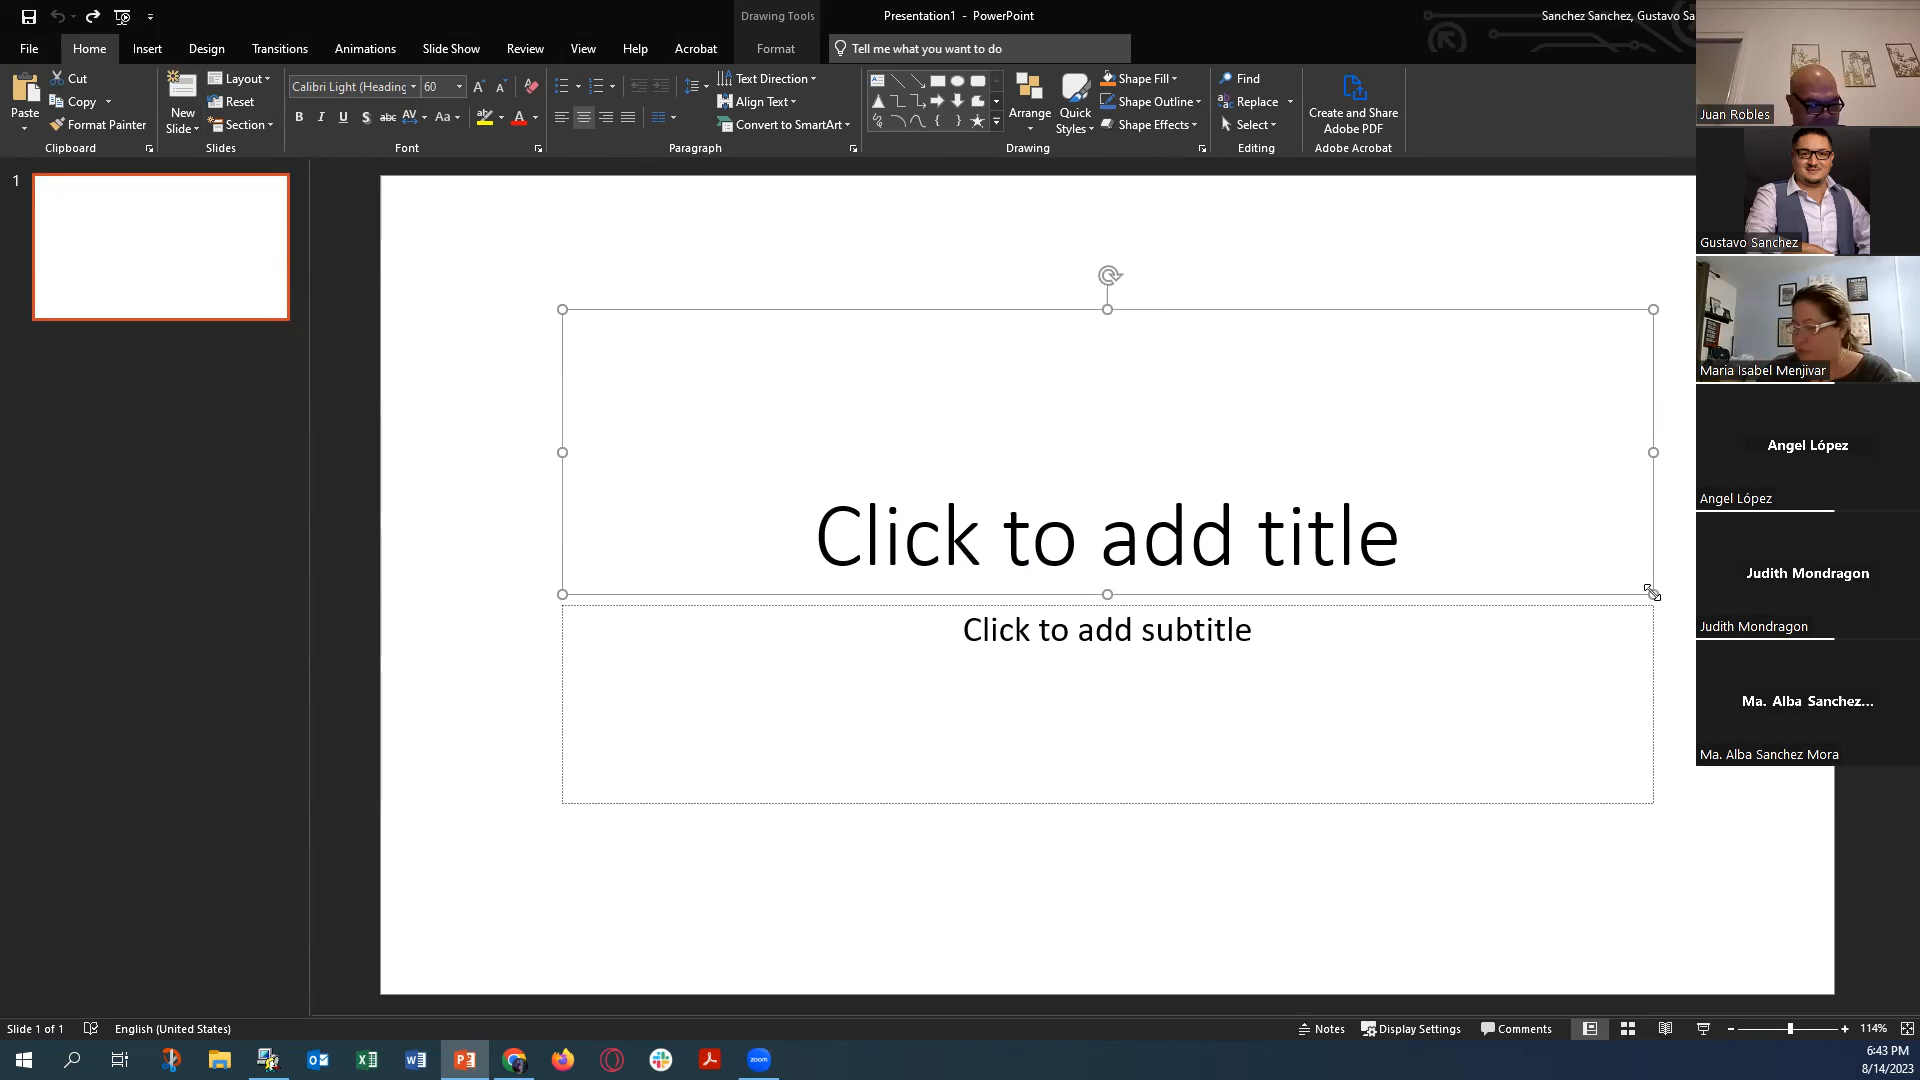 Drawing Tools
Presentation1 - PowerPoint
Sanchez Sanchez, Gustavo Sa
File
Home
Insert
Design
Transitions
Animations
Slide Show
Review
View
Help
Acrobat
Format
Tell me what you want to do
Paste
Cut
Copy
Format Painter
Clipboard
New
Slide
Layout
Reset
Section
Slides
Calibri Light (Heading
60
B I U S abc AV Aa A
Font
Text Direction
Align Text
Convert to SmartArt
Paragraph
Arrange
Quick
Styles
Shape Fill
Shape Outline
Shape Effects
Drawing
Find
Replace
Select
Editing
Create and Share
Adobe PDF
Adobe Acrobat
1
Click to add title
Click to add subtitle
Juan Robles
Gustavo Sanchez
Maria Isabel Menjivar
Angel López
Angel López
Judith Mondragon
Judith Mondragon
Ma. Alba Sanchez...
Ma. Alba Sanchez Mora
Slide 1 of 1
English (United States)
Notes
Display Settings
Comments
114%
zoom
6:43 PM
8/14/2023